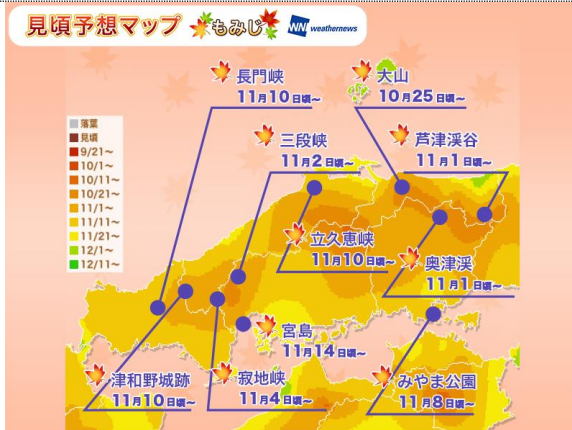 見頃予想マップ もみじ WNI weathernews
長門峡
11月10日頃~
大山
10月25日頃~
三段峡
11月2日頃~
芦津渓谷
11月1日頃~
落葉
見頃
9/21~
10/1~
10/11~
10/21~
11/1~
11/11~
11/21~
12/1~
12/11~
立久恵峡
11月10日頃~
奥津渓
11月1日頃~
宮島
11月14日頃~
津和野城跡
11月10日頃~
寂地峡
11月4日頃~
みやま公園
11月8日頃~